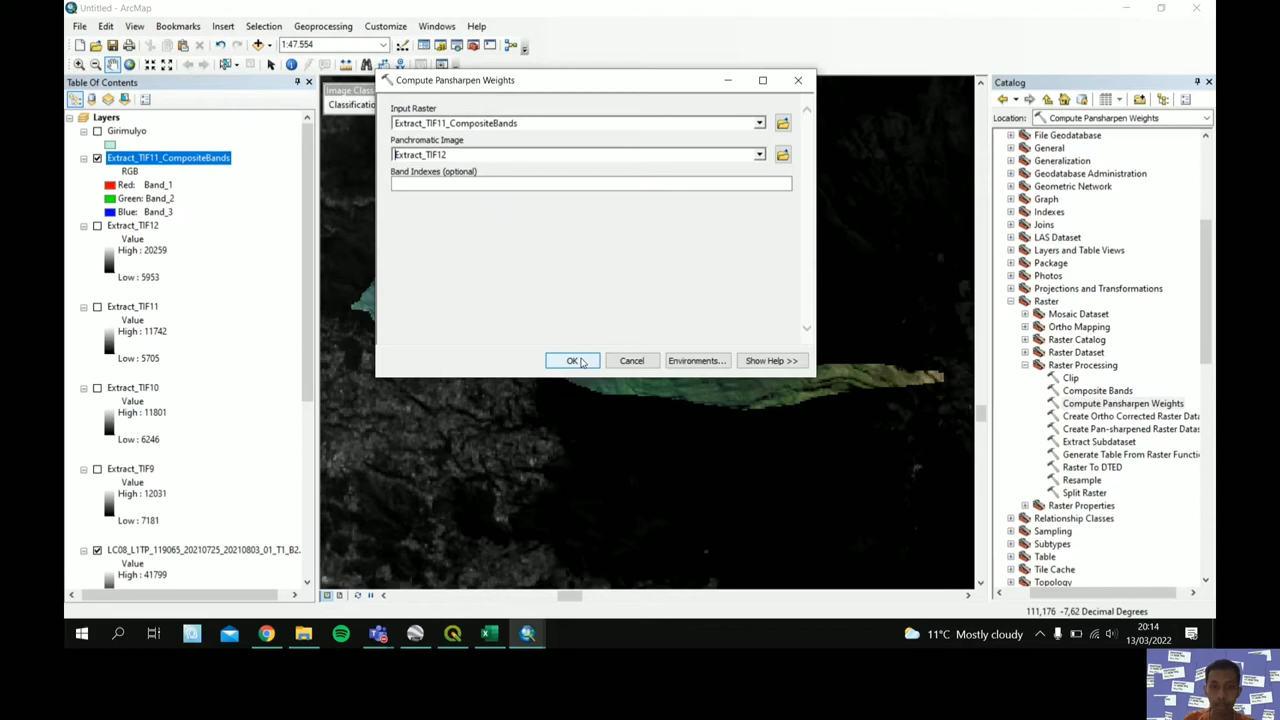 Untitled - ArcMap
File Edit View Bookmarks Insert Selection Geoprocessing Customize Windows Help
1:47.554
Table Of Contents
Layers
Girimulyo
Extract_TIF11_CompositeBands
RGB
Red: Band_1
Green: Band_2
Blue: Band_3
Extract_TIF12
Value
High : 20259
Low : 5953
Extract_TIF11
Value
High : 11742
Low : 5705
Extract_TIF10
Value
High : 11801
Low : 6246
Extract_TIF9
Value
High : 12031
Low : 7181
LC08_L1TP_119065_20210725_20210803_01_T1_B2.
Value
High : 41799
Image Clas
Classificatio
Compute Pansharpen Weights
Input Raster
Extract_TIF11_CompositeBands
Panchromatic Image
Extract_TIF12
Band Indexes (optional)
OK Cancel Environments... Show Help >>
Catalog
Location: Compute Pansharpen Weights
File Geodatabase
General
Generalization
Geodatabase Administration
Geometric Network
Graph
Indexes
Joins
LAS Dataset
Layers and Table Views
Package
Photos
Projections and Transformations
Raster
Mosaic Dataset
Ortho Mapping
Raster Catalog
Raster Dataset
Raster Processing
Clip
Composite Bands
Compute Pansharpen Weights
Create Ortho Corrected Raster Data
Create Pan-sharpened Raster Datas
Extract Subdataset
Generate Table From Raster Functi
Raster To DTED
Resample
Split Raster
Raster Properties
Relationship Classes
Sampling
Subtypes
Table
Tile Cache
Topology
111,176 -7,62 Decimal Degrees
11°C Mostly cloudy
20:14
13/03/2022